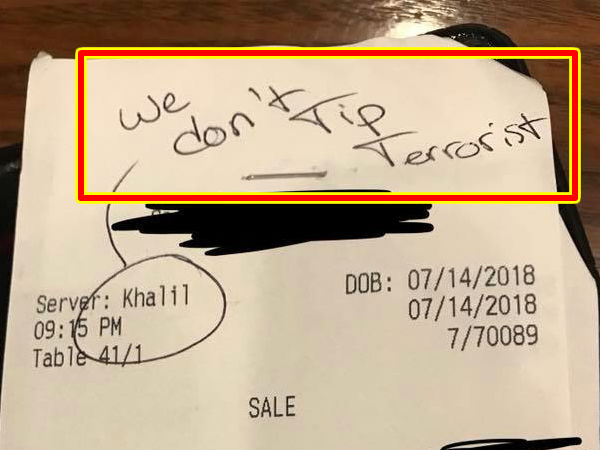 We
don't Tip
Terrorist
Server: Khalil
DOB: 07/14/2018
09:15 PM
07/14/2018
Table 41/1
7/70089
SALE